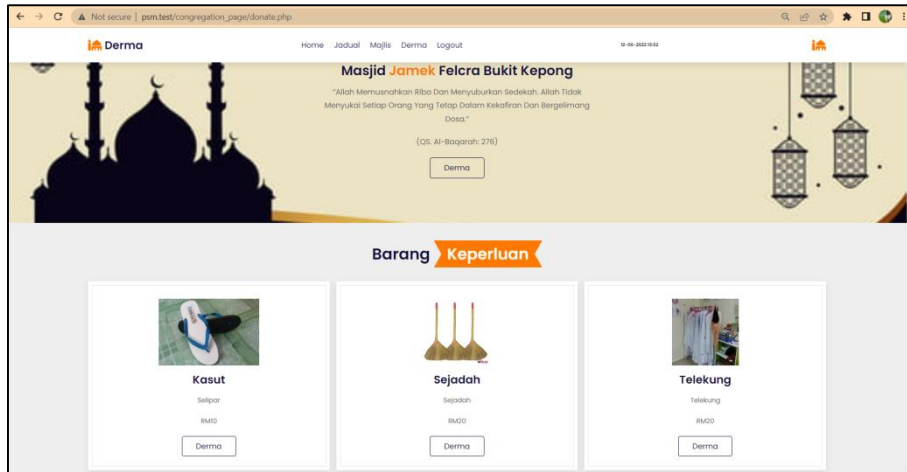 Not secure | psm.test/congregation_page/donate.php
Derma
Home Jadual Majlis Derma Logout
Masjid Jamek Felcra Bukit Kepong
"Allah Memusnahkan Riba Dan Menyuburkan Sedekah. Allah Tidak
Menyukai Setiap Orang Yang Tetap Dalam Kekafiran Dan Bergelimang
Dosa."
(QS. Al-Baqarah: 276)
Derma
Barang Keperluan
Kasut
Selipar
RM10
Derma
Sejadah
Sejadah
RM20
Derma
Telekung
Telekung
RM20
Derma